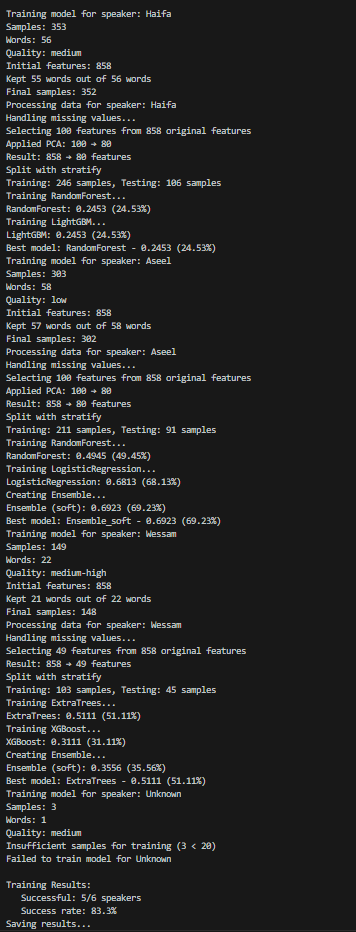 Training model for speaker: Haifa
Samples: 353
Words: 56
Quality: medium
Initial features: 858
Kept 55 words out of 56 words
Final samples: 352
Processing data for speaker: Haifa
Handling missing values...
Selecting 100 features from 858 original features
Applied PCA: 100 → 80
Result: 858 → 80 features
Split with stratify
Training: 246 samples, Testing: 106 samples
Training RandomForest...
RandomForest: 0.2453 (24.53%)
Training LightGBM...
LightGBM: 0.2453 (24.53%)
Best model: RandomForest - 0.2453 (24.53%)
Training model for speaker: Aseel
Samples: 303
Words: 58
Quality: low
Initial features: 858
Kept 57 words out of 58 words
Final samples: 302
Processing data for speaker: Aseel
Handling missing values...
Selecting 100 features from 858 original features
Applied PCA: 100 → 80
Result: 858 → 80 features
Split with stratify
Training: 211 samples, Testing: 91 samples
Training RandomForest...
RandomForest: 0.4945 (49.45%)
Training LogisticRegression...
LogisticRegression: 0.6813 (68.13%)
Creating Ensemble...
Ensemble (soft): 0.6923 (69.23%)
Best model: Ensemble_soft - 0.6923 (69.23%)
Training model for speaker: Wessam
Samples: 149
Words: 22
Quality: medium-high
Initial features: 858
Kept 21 words out of 22 words
Final samples: 148
Processing data for speaker: Wessam
Handling missing values...
Selecting 49 features from 858 original features
Result: 858 → 49 features
Split with stratify
Training: 103 samples, Testing: 45 samples
Training ExtraTrees...
ExtraTrees: 0.5111 (51.11%)
Training XGBoost...
XGBoost: 0.3111 (31.11%)
Creating Ensemble...
Ensemble (soft): 0.3556 (35.56%)
Best model: ExtraTrees - 0.5111 (51.11%)
Training model for speaker: Unknown
Samples: 3
Words: 1
Quality: medium
Insufficient samples for training (3 < 20)
Failed to train model for Unknown

Training Results:
Successful: 5/6 speakers
Success rate: 83.3%
Saving results...